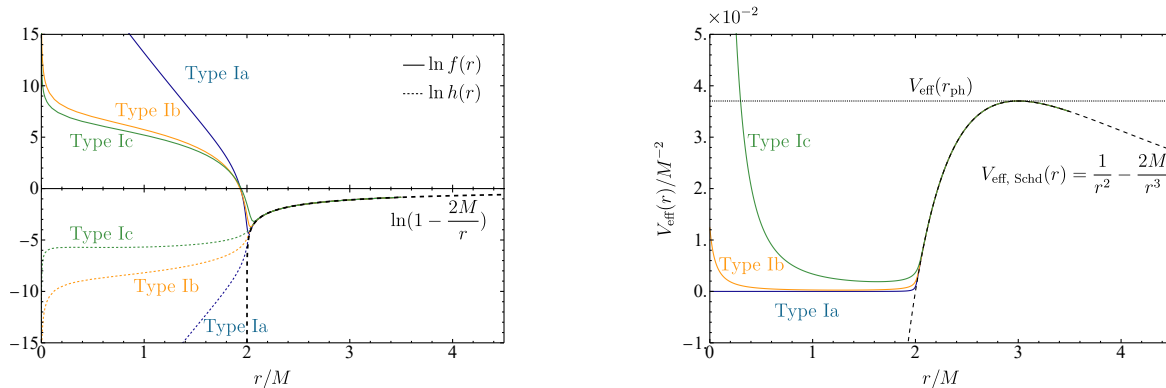 15
10
5
0
−5
−10
−15
0
1
2
3
4
r/M
Type Ia
Type Ib
Type Ic
ln f(r)
ln h(r)
ln(1 − 2M/r)
Type Ic
Type Ib
Type Ia
×10⁻²
5.
4.
3.
2.
1.
0
−1.
0
1
2
3
4
r/M
V_eff(r)/M⁻²
V_eff(r_ph)
Type Ic
V_eff, Schd(r) = 1/r² − 2M/r³
Type Ib
Type Ia